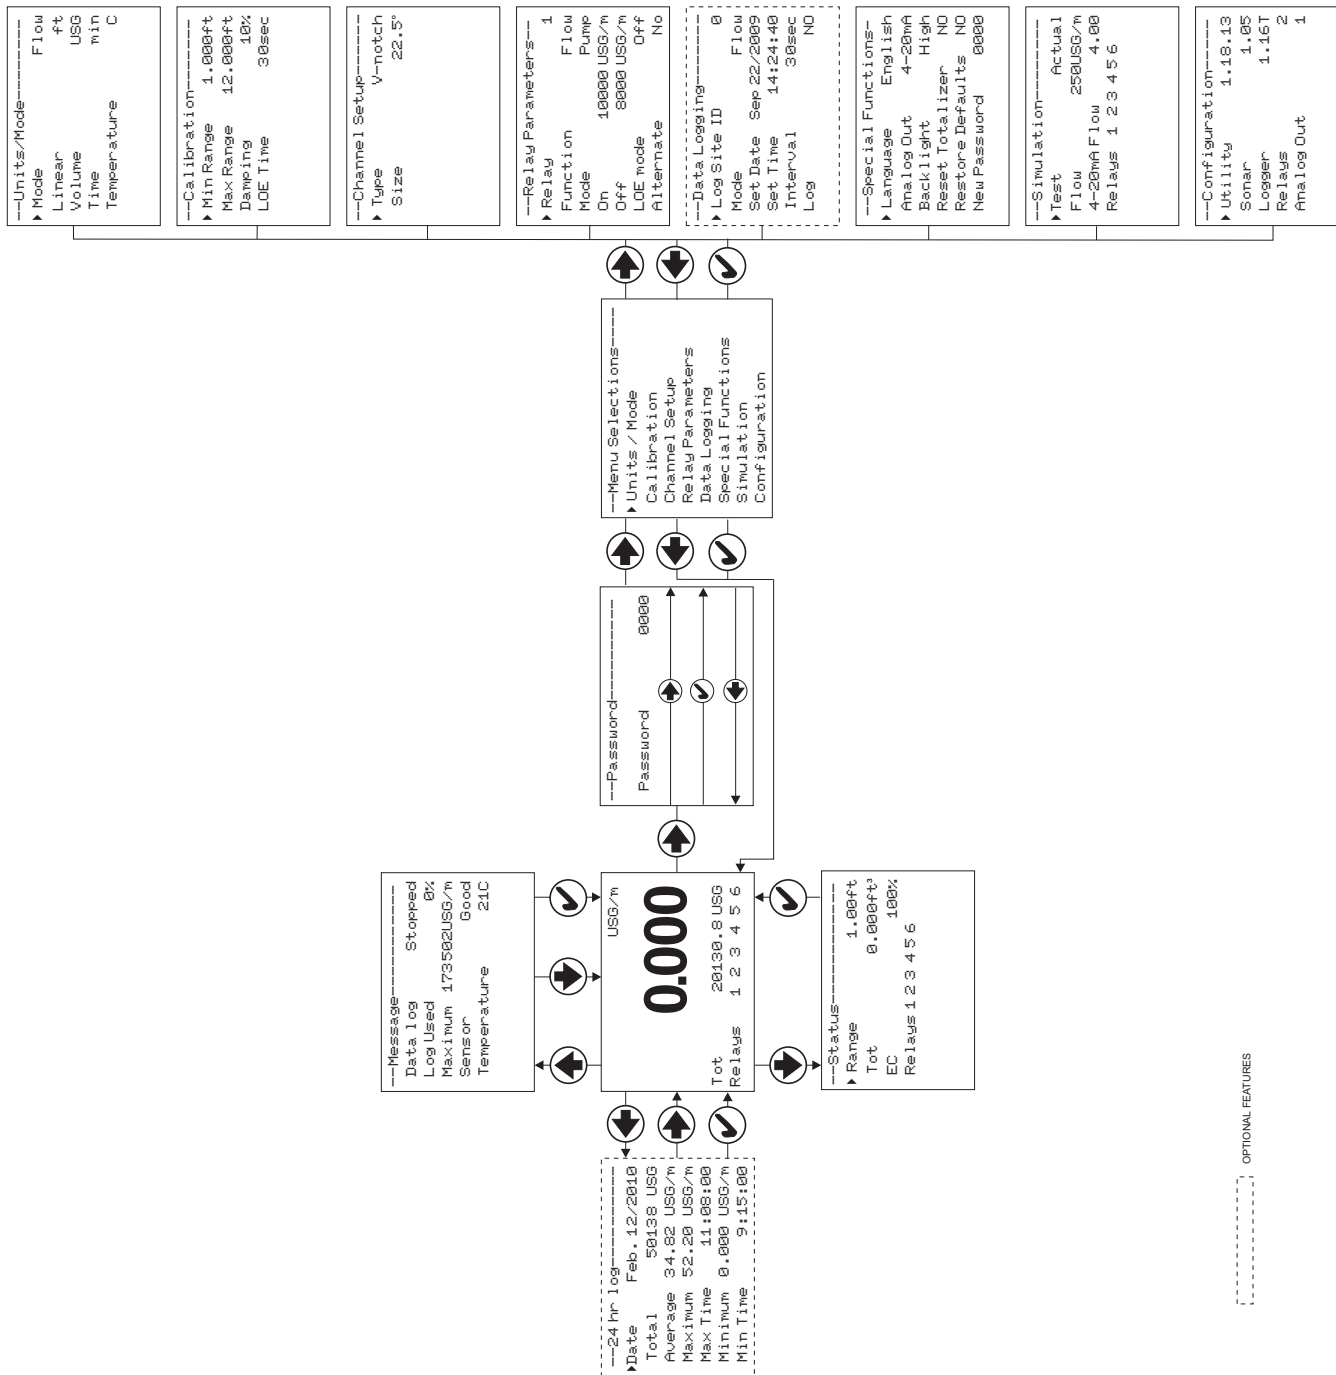 --Units/Mode---------
Mode Flow
Linear ft
Volume USG
Time min
Temperature C
--Calibration--------
Min Range 1.000ft
Max Range 12.000ft
Damping 10%
LOE Time 30sec
--Channel Setup-------
Type V-notch
Size 22.5°
--Relay Parameters---
Relay 1
Function Flow
Mode Pump
On 10000 USG/m
Off 8000 USG/m
LOE mode Off
Alternate No
--Data Logging--------
Log Site ID 0
Mode Flow
Set Date Sep 22/2009
Set Time 14:24:40
Interval 30sec
Log NO
--Special Functions-
Language English
Analog Out 4-20mA
Backlight High
Reset Totalizer NO
Restore Defaults NO
New Password 0000
--Simulation---------
Test Actual
Flow 250USG/m
4-20mA Flow 4.00
Relays 1 2 3 4 5 6
--Configuration------
Utility 1.18.13
Sonar 1.05
Logger 1.16T
Relays 2
Analog Out 1
--Menu Selections----
Units / Mode
Calibration
Channel Setup
Relay Parameters
Data Logging
Special Functions
Simulation
Configuration
--Password-----------
Password 0000
--Message------------
Data log Stopped
Log Used 0%
Maximum 173502USG/m
Sensor Good
Temperature 21C
USG/m
0.000
Tot 20130.8 USG
Relays 1 2 3 4 5 6
--Status-------------
Range 1.00ft
Tot 0.000ft³
EC 100%
Relays 1 2 3 4 5 6
--24 hr log----------
Date Feb. 12/2010
Total 50138 USG
Average 34.82 USG/m
Maximum 52.20 USG/m
Max Time 11:08:00
Minimum 0.000 USG/m
Min Time 9:15:00
OPTIONAL FEATURES